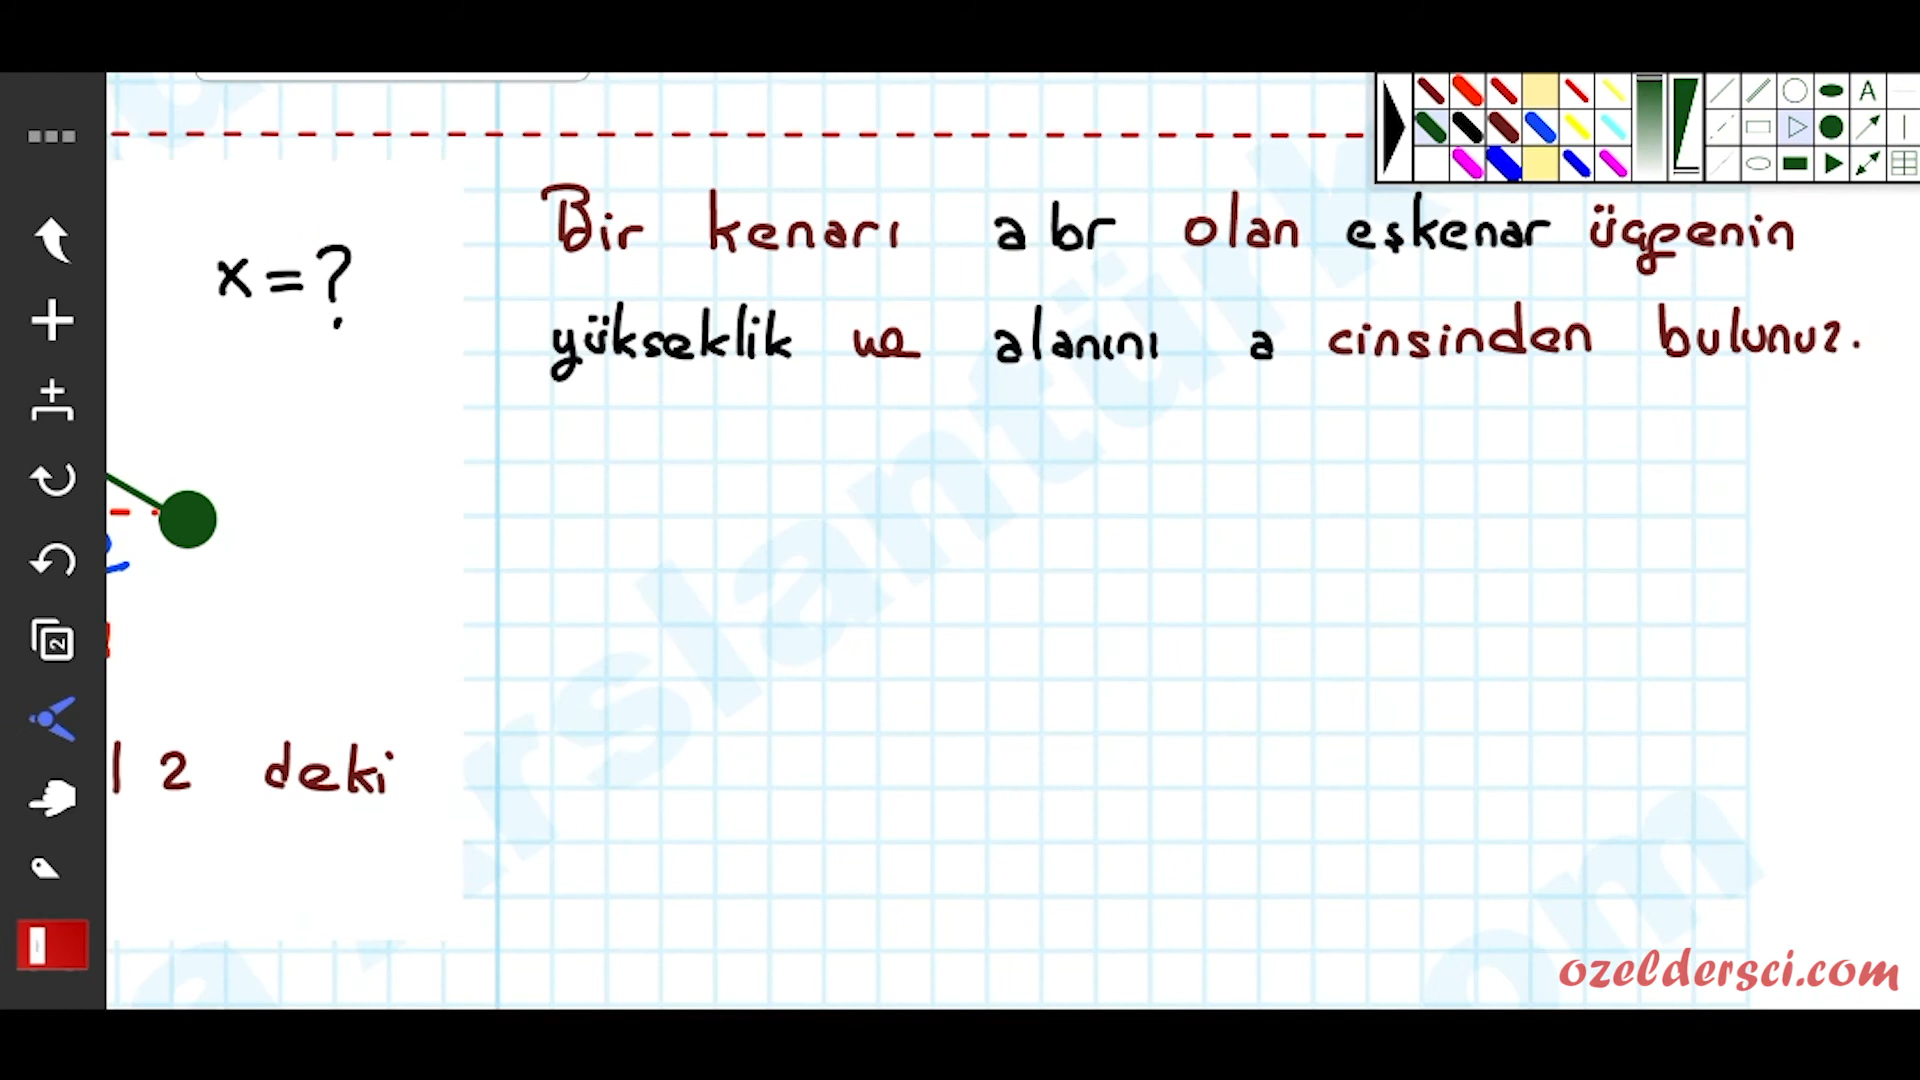 x = ?
Bir kenarı a br olan eşkenar üçgenin
yükseklik ve alanını a cinsinden bulunuz.
2 deki
ozeldersci.com